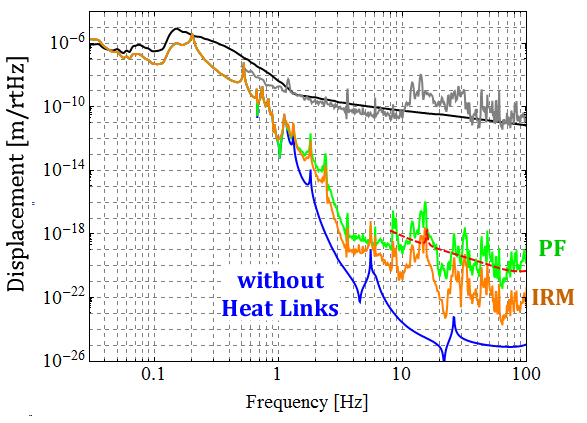 Displacement [m/rtHz]
10-6
10-10
10-14
10-18
10-22
10-26
without
Heat Links
PF
IRM
0.1 1 10 100
Frequency [Hz]